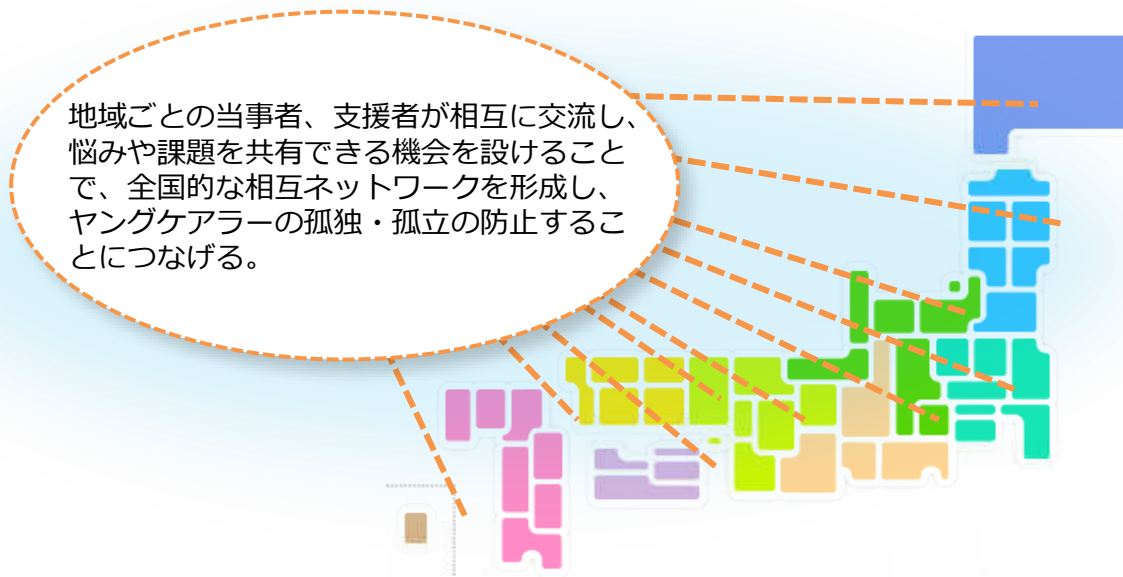 地域ごとの当事者、支援者が相互に交流し、
悩みや課題を共有できる機会を設けること
で、全国的な相互ネットワークを形成し、
ヤングケアラーの孤独・孤立の防止するこ
とにつなげる。